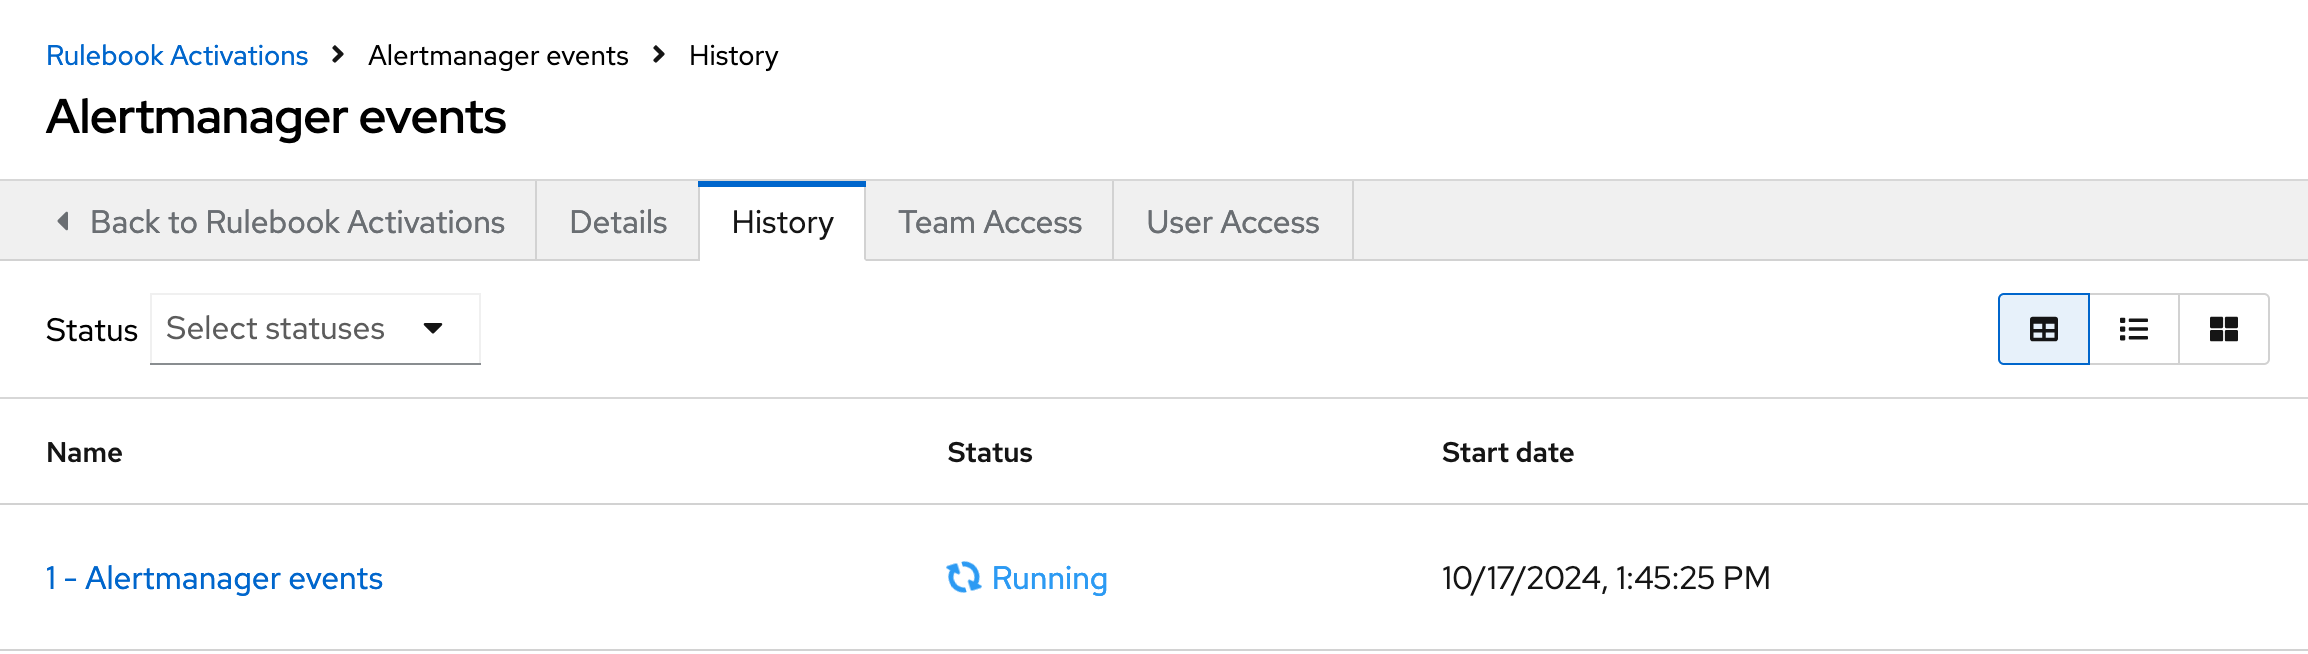 Rulebook Activations > Alertmanager events > History
Alertmanager events
Back to Rulebook Activations Details History Team Access User Access
Status Select statuses
Name Status Start date
1 - Alertmanager events Running 10/17/2024, 1:45:25 PM